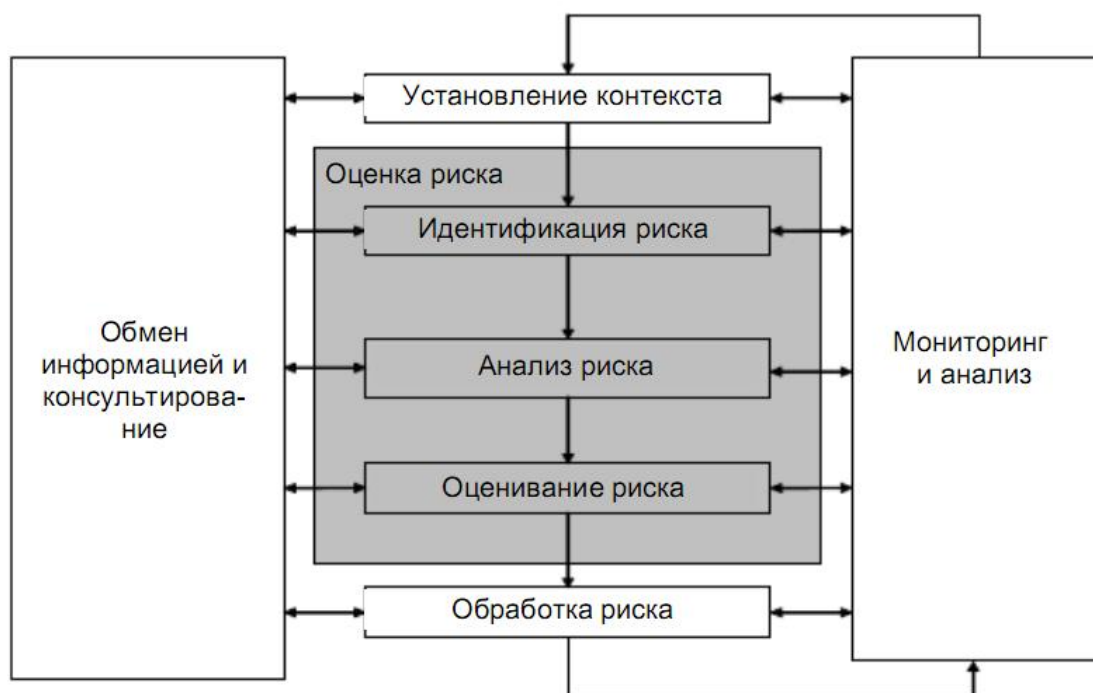 Установление контекста
Оценка риска
Идентификация риска
Анализ риска
Оценивание риска
Обработка риска
Обмен
информацией и
консультирова-
ние
Мониторинг
и анализ